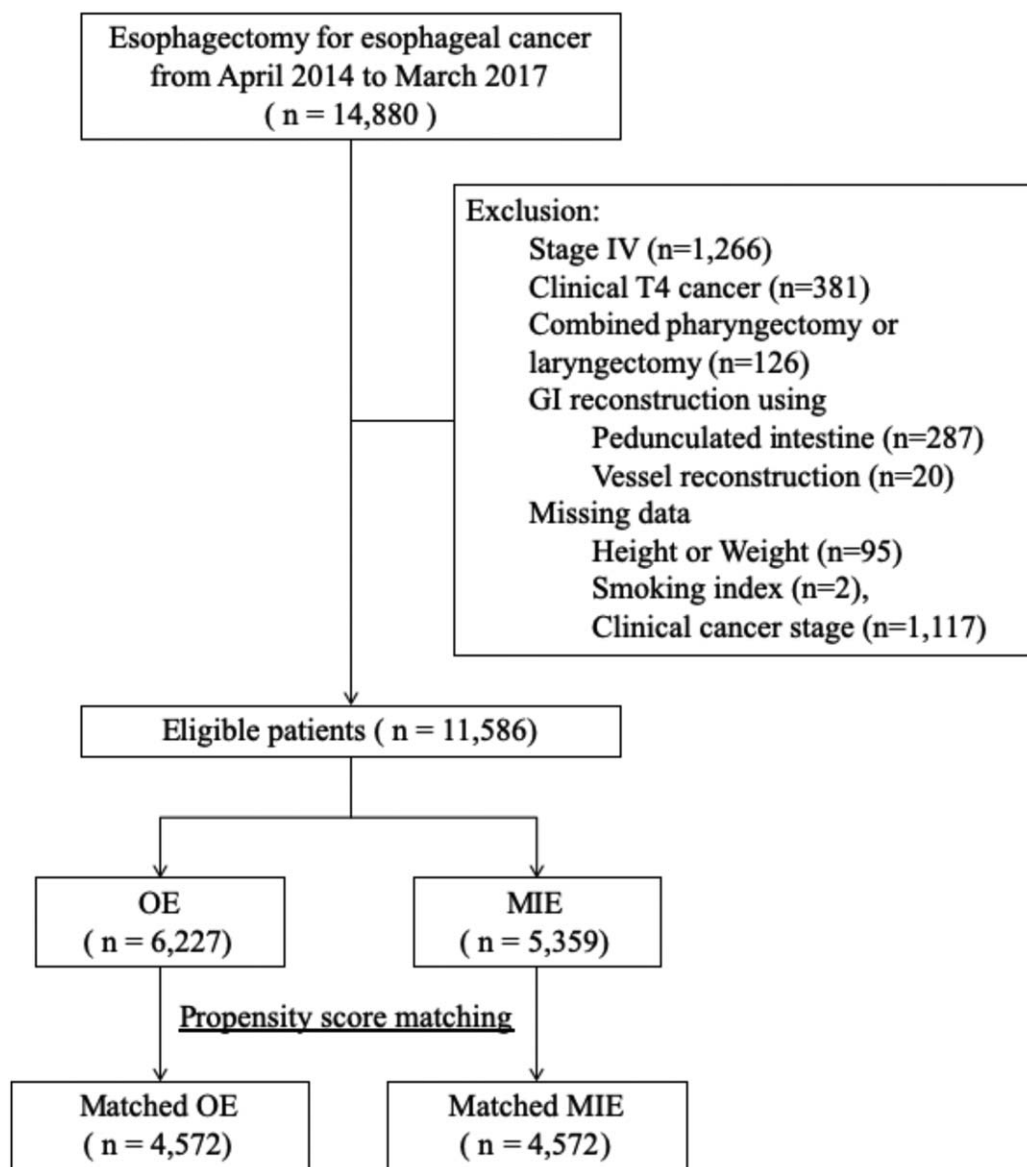 Esophagectomy for esophageal cancer
from April 2014 to March 2017
( n = 14,880 )
Exclusion:
Stage IV (n=1,266)
Clinical T4 cancer (n=381)
Combined pharyngectomy or
laryngectomy (n=126)
GI reconstruction using
Pedunculated intestine (n=287)
Vessel reconstruction (n=20)
Missing data
Height or Weight (n=95)
Smoking index (n=2),
Clinical cancer stage (n=1,117)
Eligible patients ( n = 11,586)
OE
( n = 6,227)
MIE
( n = 5,359)
Propensity score matching
Matched OE
( n = 4,572)
Matched MIE
( n = 4,572)